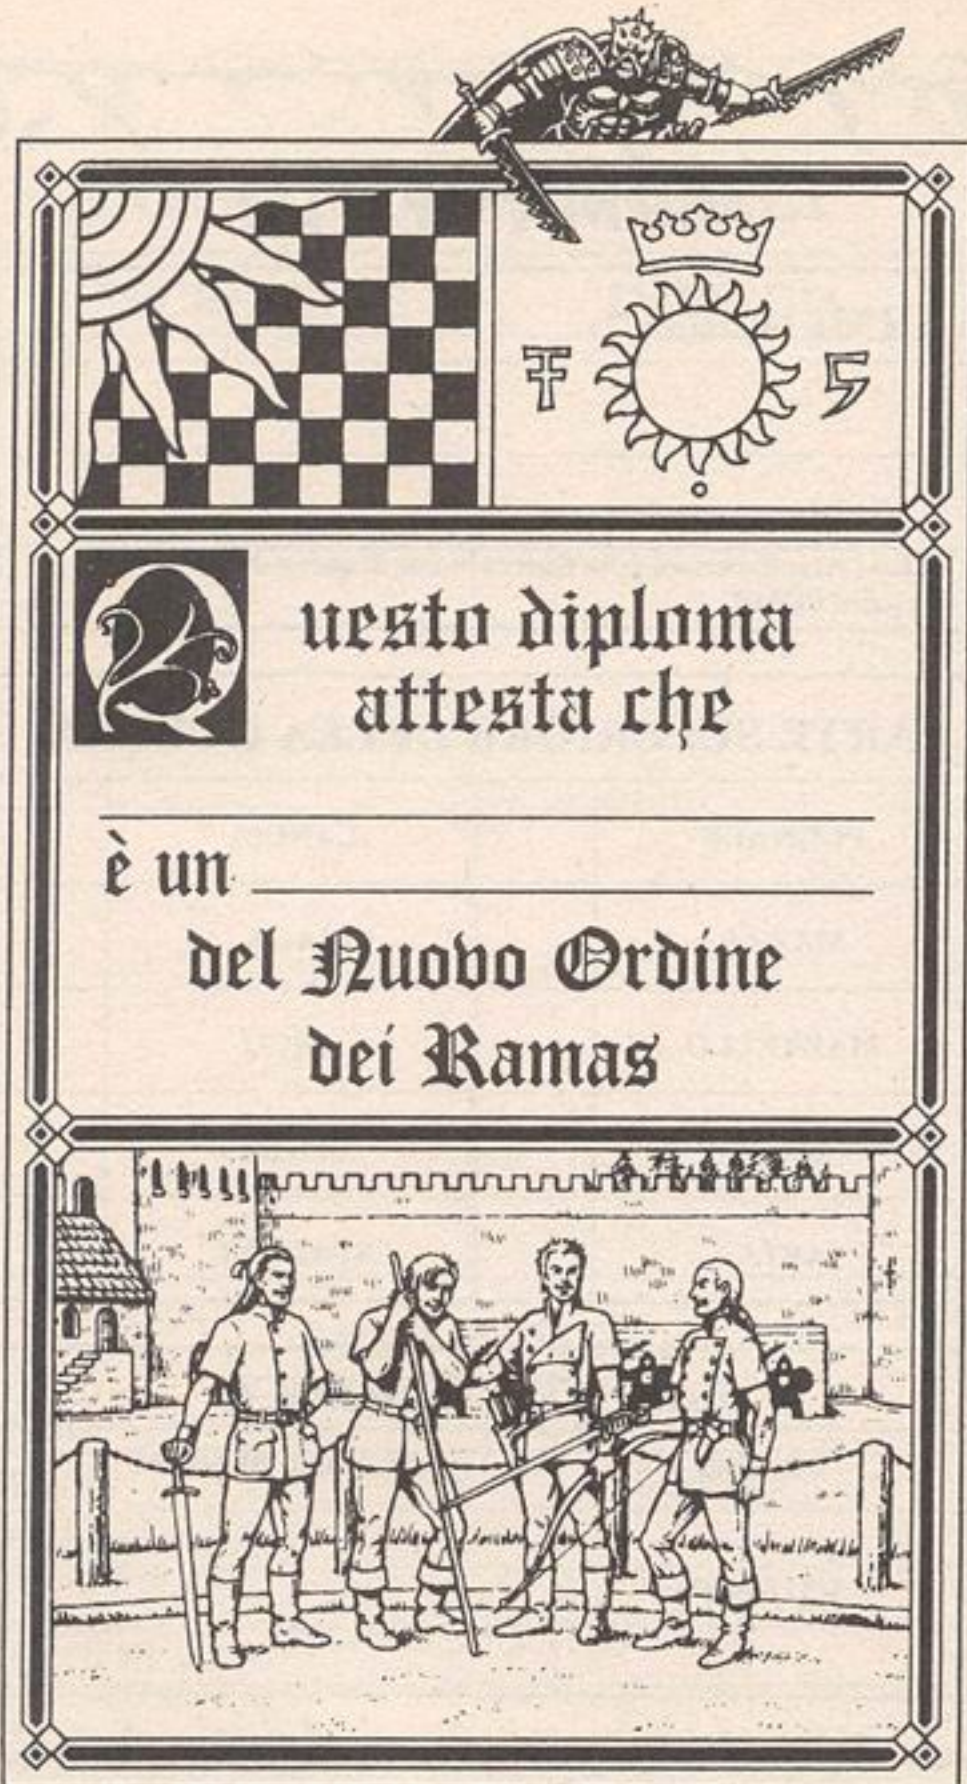 Questo diploma
attesta che
è un
del Nuovo Ordine
dei Ramas